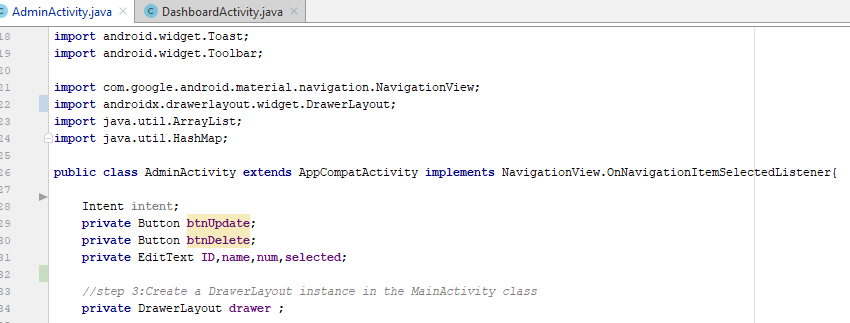 AdminActivity.java × DashboardActivity.java ×
18 import android.widget.Toast;
19 import android.widget.Toolbar;
20
21 import com.google.android.material.navigation.NavigationView;
22 import androidx.drawerlayout.widget.DrawerLayout;
23 import java.util.ArrayList;
24 import java.util.HashMap;
25
26 public class AdminActivity extends AppCompatActivity implements NavigationView.OnNavigationItemSelectedListener{
27
28 Intent intent;
29 private Button btnUpdate;
30 private Button btnDelete;
31 private EditText ID,name,num,selected;
32
33 //step 3:Create a DrawerLayout instance in the MainActivity class
34 private DrawerLayout drawer ;